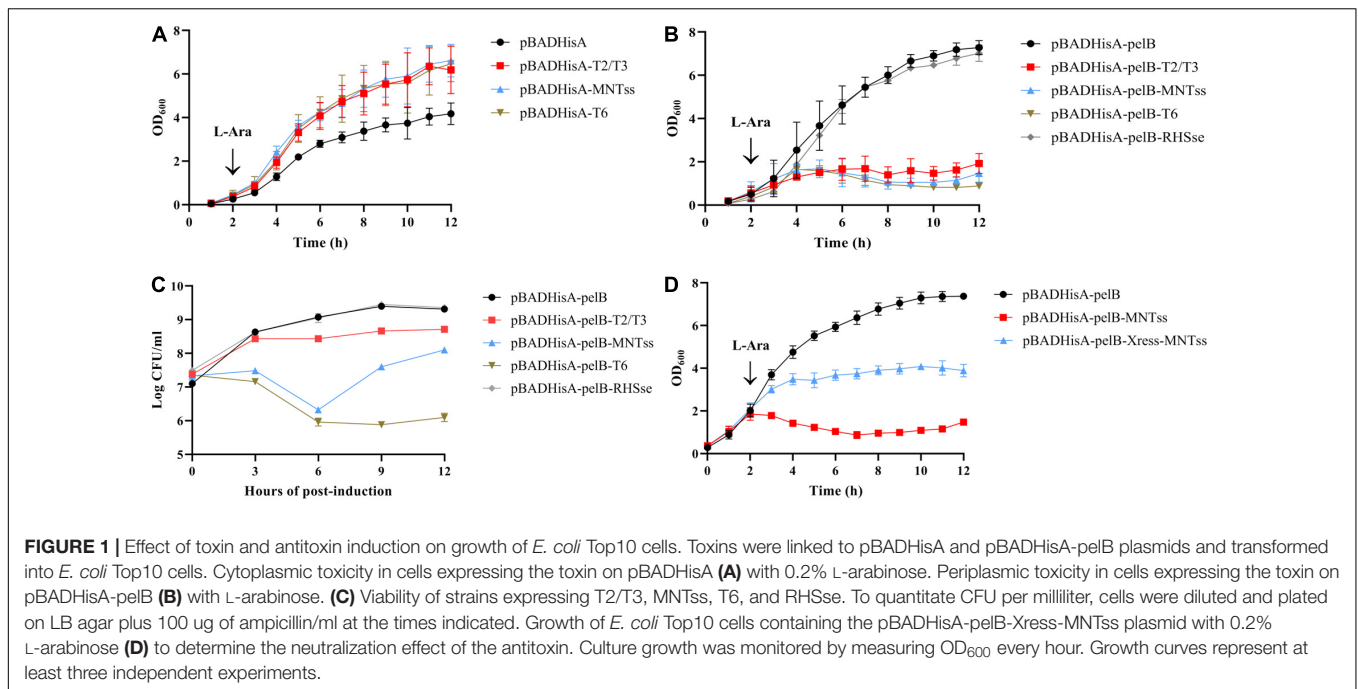 A
pBADHisA
pBADHisA-T2/T3
pBADHisA-MNTss
pBADHisA-T6
OD600
8
6
4
2
0
L-Ara
0 2 4 6 8 10 12
Time (h)
B
pBADHisA-pelB
pBADHisA-pelB-T2/T3
pBADHisA-pelB-MNTss
pBADHisA-pelB-T6
pBADHisA-pelB-RHSse
OD600
8
6
4
2
0
L-Ara
0 2 4 6 8 10 12
Time (h)
C
pBADHisA-pelB
pBADHisA-pelB-T2/T3
pBADHisA-pelB-MNTss
pBADHisA-pelB-T6
pBADHisA-pelB-RHSse
Log CFU/ml
10
9
8
7
6
5
0 3 6 9 12
Hours of post-induction
D
pBADHisA-pelB
pBADHisA-pelB-MNTss
pBADHisA-pelB-Xress-MNTss
OD600
8
6
4
2
0
L-Ara
0 2 4 6 8 10 12
Time (h)
FIGURE 1 | Effect of toxin and antitoxin induction on growth of E. coli Top10 cells. Toxins were linked to pBADHisA and pBADHisA-pelB plasmids and transformed
into E. coli Top10 cells. Cytoplasmic toxicity in cells expressing the toxin on pBADHisA (A) with 0.2% L-arabinose. Periplasmic toxicity in cells expressing the toxin on
pBADHisA-pelB (B) with L-arabinose. (C) Viability of strains expressing T2/T3, MNTss, T6, and RHSse. To quantitate CFU per milliliter, cells were diluted and plated
on LB agar plus 100 ug of ampicillin/ml at the times indicated. Growth of E. coli Top10 cells containing the pBADHisA-pelB-Xress-MNTss plasmid with 0.2%
L-arabinose (D) to determine the neutralization effect of the antitoxin. Culture growth was monitored by measuring OD600 every hour. Growth curves represent at
least three independent experiments.